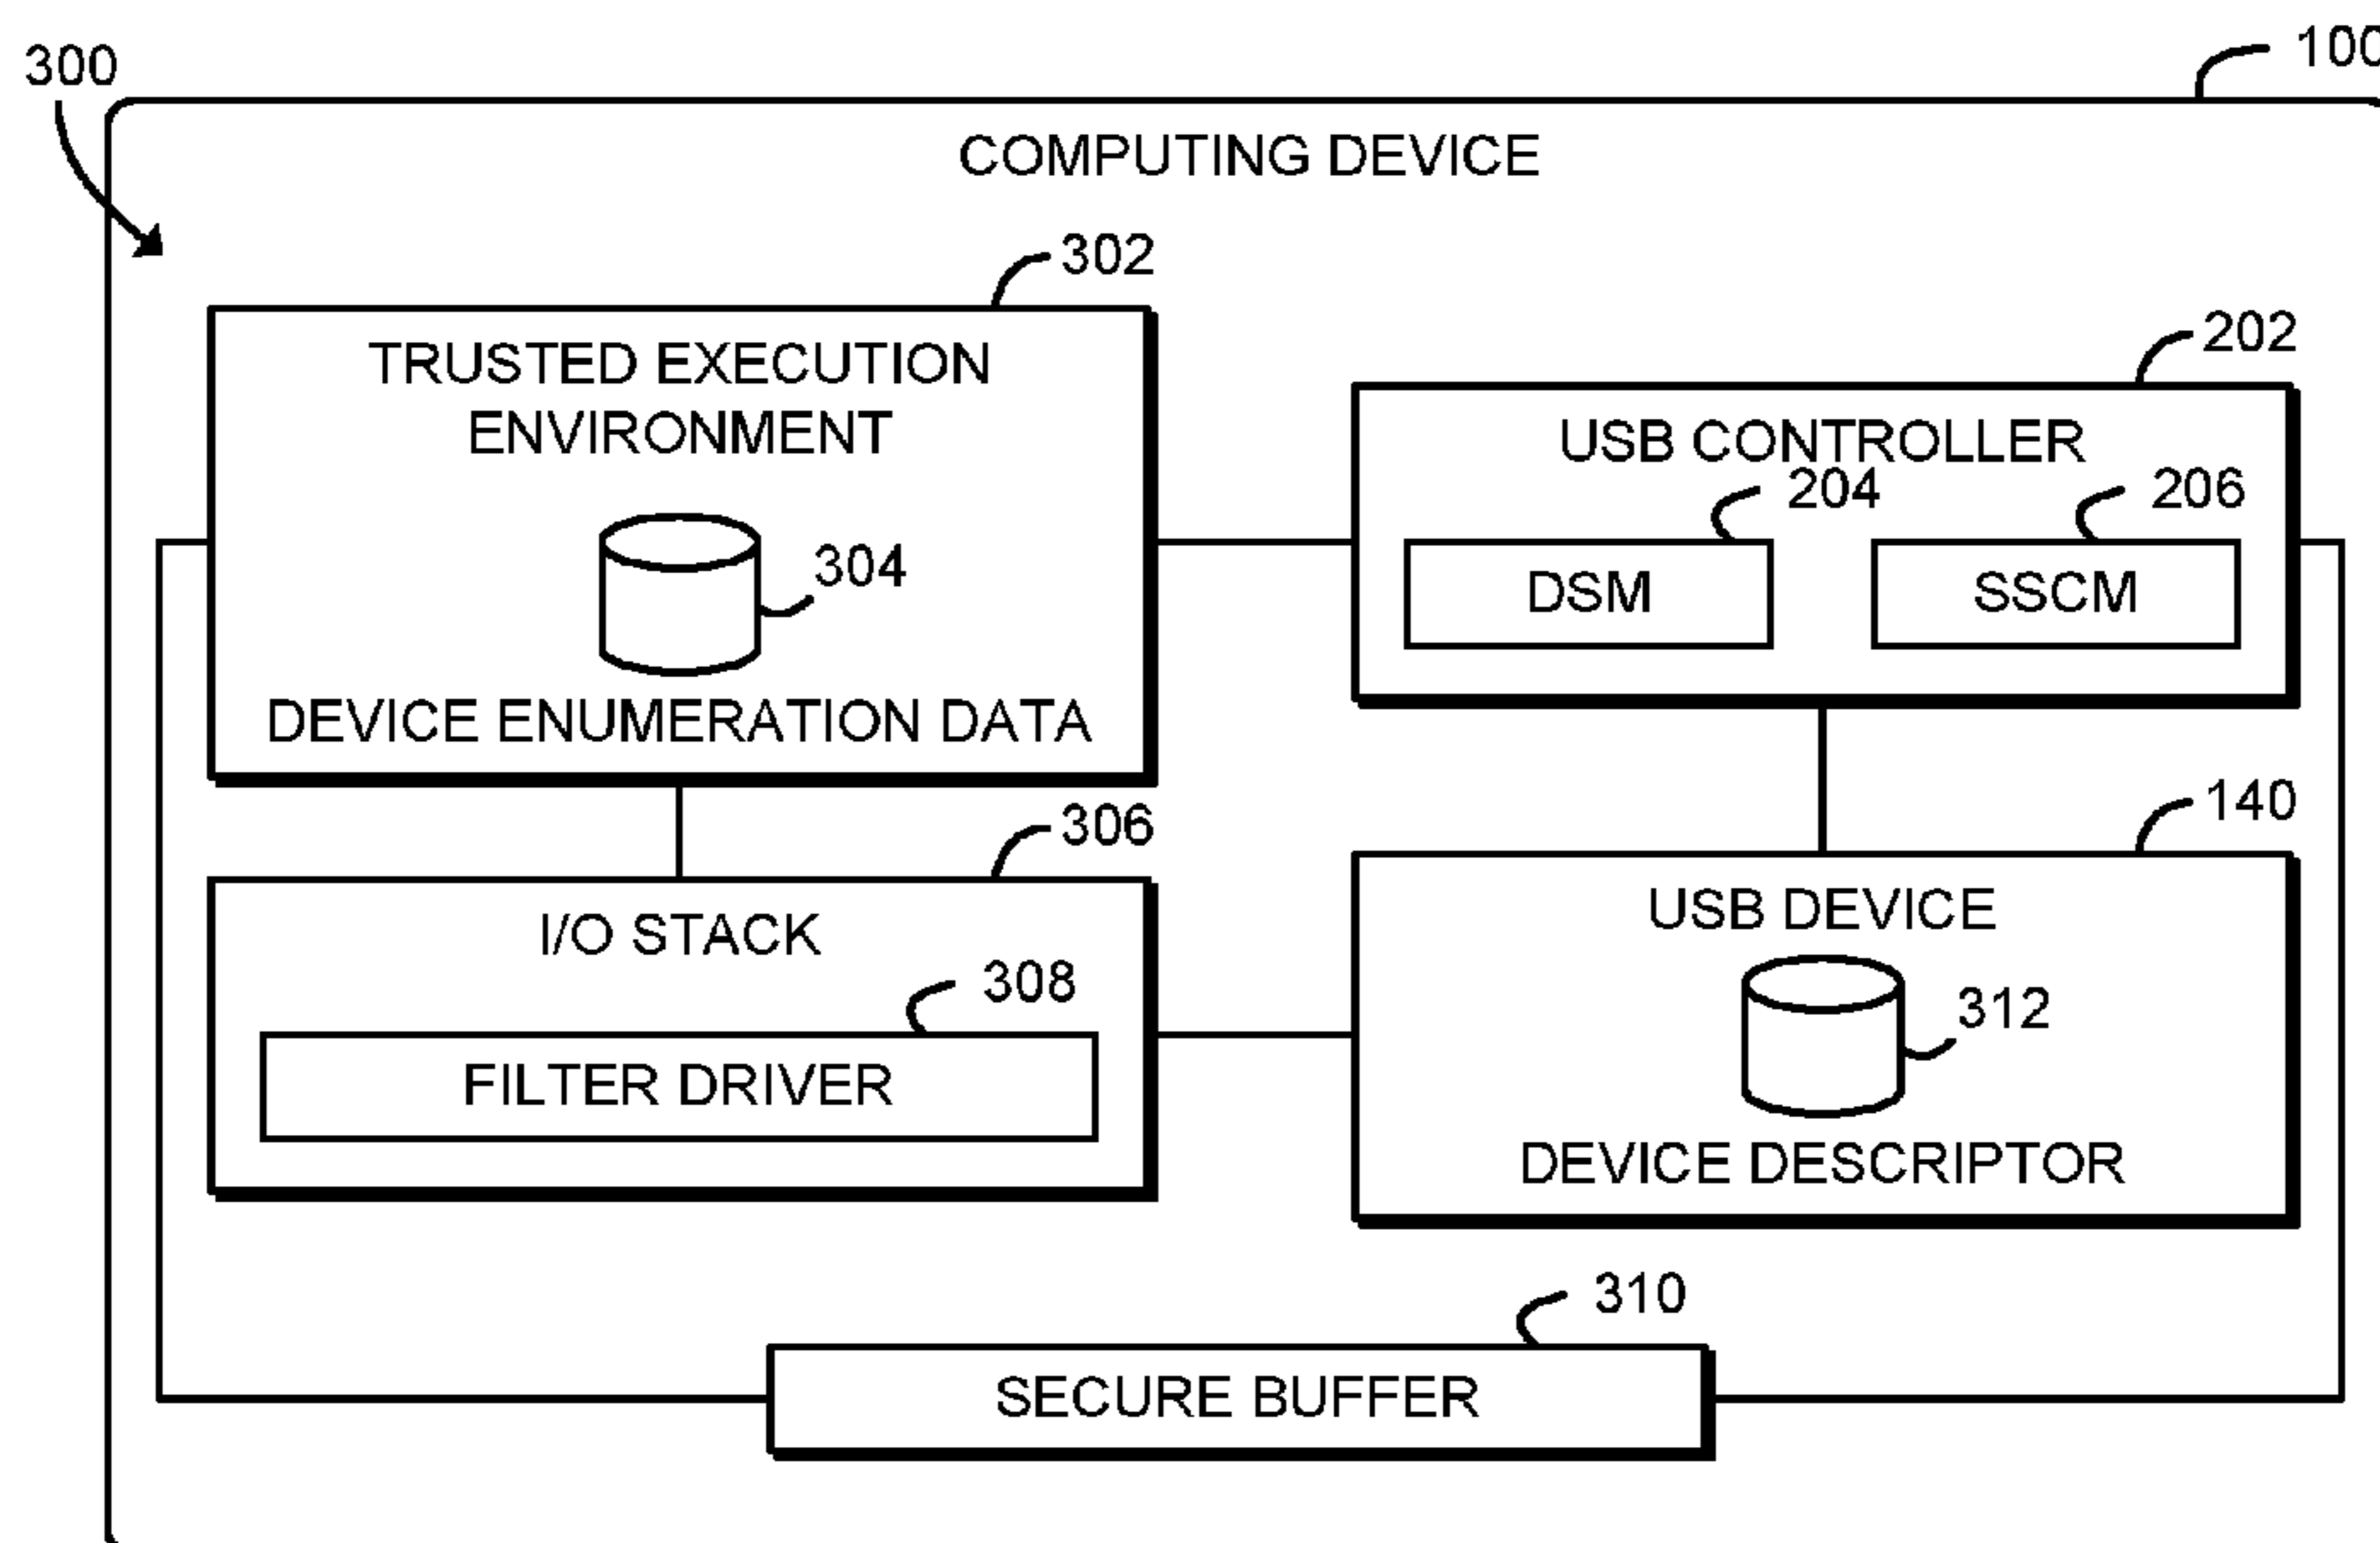 300
100
COMPUTING DEVICE
302
TRUSTED EXECUTION
ENVIRONMENT
304
DEVICE ENUMERATION DATA
202
USB CONTROLLER
204
206
DSM
SSCM
306
I/O STACK
308
FILTER DRIVER
140
USB DEVICE
312
DEVICE DESCRIPTOR
310
SECURE BUFFER